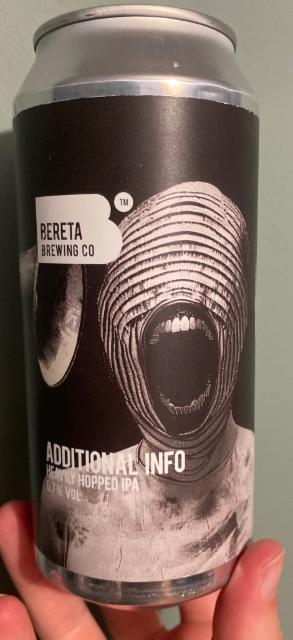 BERETA
BREWING CO
TM
ADDITIONAL INFO
HEAVILY HOPPED IPA
6,7% VOL